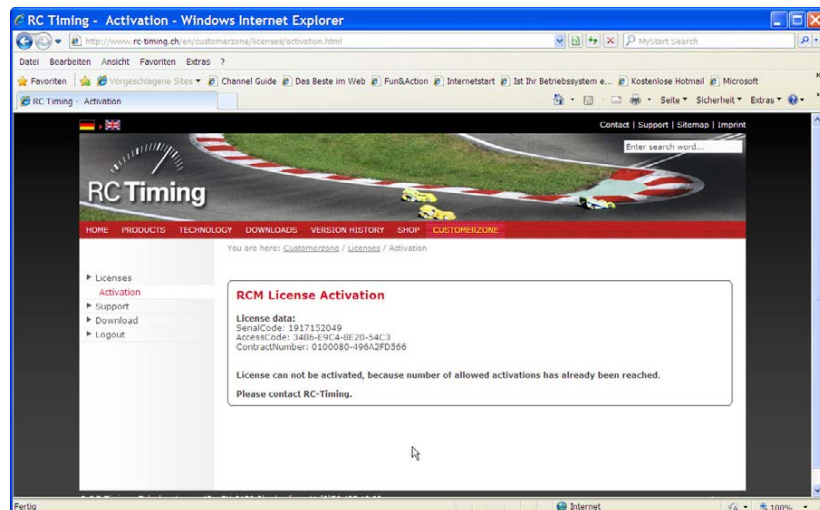 RC Timing - Activation - Windows Internet Explorer
http://www.rc-timing.ch/en/customerzone/licenses/activation.html
MyStart Search
Datei Bearbeiten Ansicht Favoriten Extras ?
Favoriten Vorgeschlagene Sites Channel Guide Das Beste im Web Fun&Action Internetstart Ist Ihr Betriebssystem e... Kostenlose Hotmail Microsoft
RC Timing - Activation
Seite Sicherheit Extras
Contact | Support | Sitemap | Imprint
Enter search word...
RC Timing
HOME PRODUCTS TECHNOLOGY DOWNLOADS VERSION HISTORY SHOP CUSTOMERZONE
You are here: Customerzone / Licenses / Activation
Licenses
Activation
Support
Download
Logout
RCM License Activation
License data:
SerialCode: 1917152049
AccessCode: 34B6-E9C4-8E20-54C3
ContractNumber: 0100080-496A2FD566
License can not be activated, because number of allowed activations has already been reached.
Please contact RC-Timing.
Fertig
Internet
100%